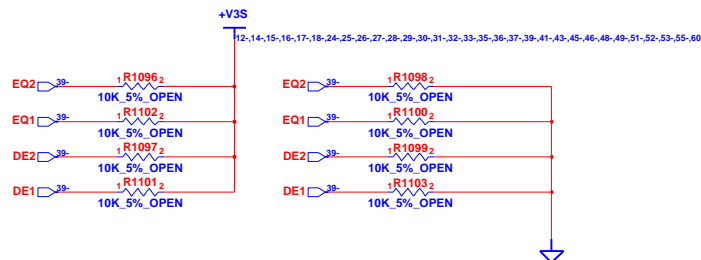 +V3S
12-,14-,15-,16-,17-,18-,24-,25-,26-,27-,28-,29-,30-,31-,32-,33-,35-,36-,37-,39-,41-,43-,45-,46-,48-,49-,51-,52-,53-,55-,60
EQ2 39- 1 R1096 2
10K_5%_OPEN
EQ1 39- 1 R1102 2
10K_5%_OPEN
DE2 39- 1 R1097 2
10K_5%_OPEN
DE1 39- 1 R1101 2
10K_5%_OPEN
EQ2 39- 1 R1098 2
10K_5%_OPEN
EQ1 39- 1 R1100 2
10K_5%_OPEN
DE2 39- 1 R1099 2
10K_5%_OPEN
DE1 39- 1 R1103 2
10K_5%_OPEN